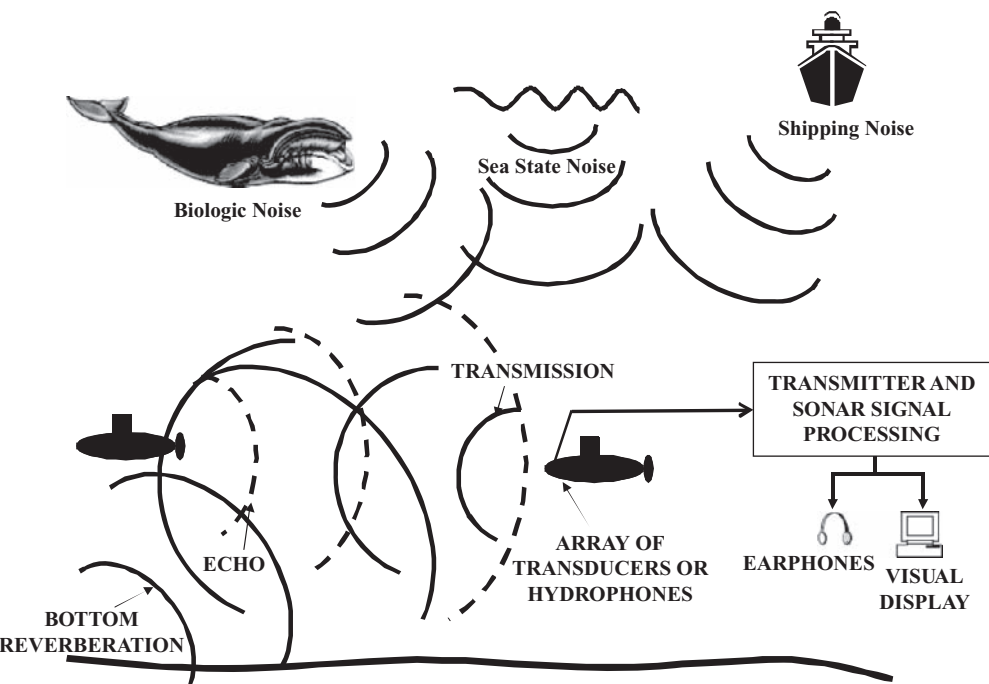 Shipping Noise
Sea State Noise
Biologic Noise
TRANSMISSION
TRANSMITTER AND
SONAR SIGNAL
PROCESSING
ECHO
ARRAY OF
TRANSDUCERS OR
HYDROPHONES
EARPHONES
VISUAL
DISPLAY
BOTTOM
REVERBERATION